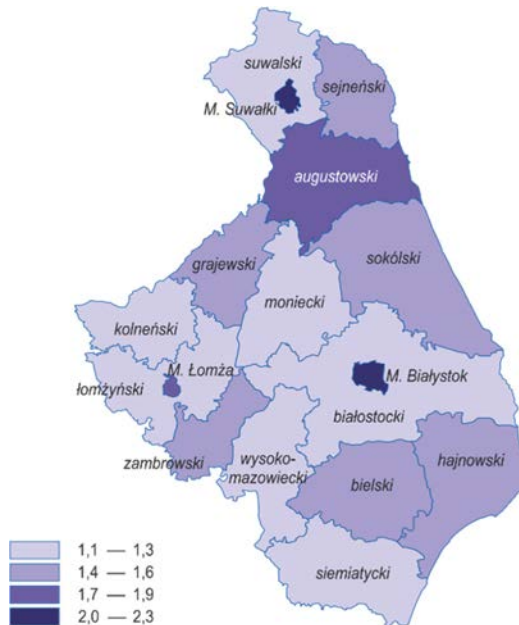 suwalski
sejneński
M. Suwałki
augustowski
grajewski
sokólski
moniecki
kolneński
M. Łomża
łomżyński
M. Białystok
białostocki
zambrowski
wysoko-
mazowiecki
hajnowski
bielski
siemiatycki
1,1 — 1,3
1,4 — 1,6
1,7 — 1,9
2,0 — 2,3